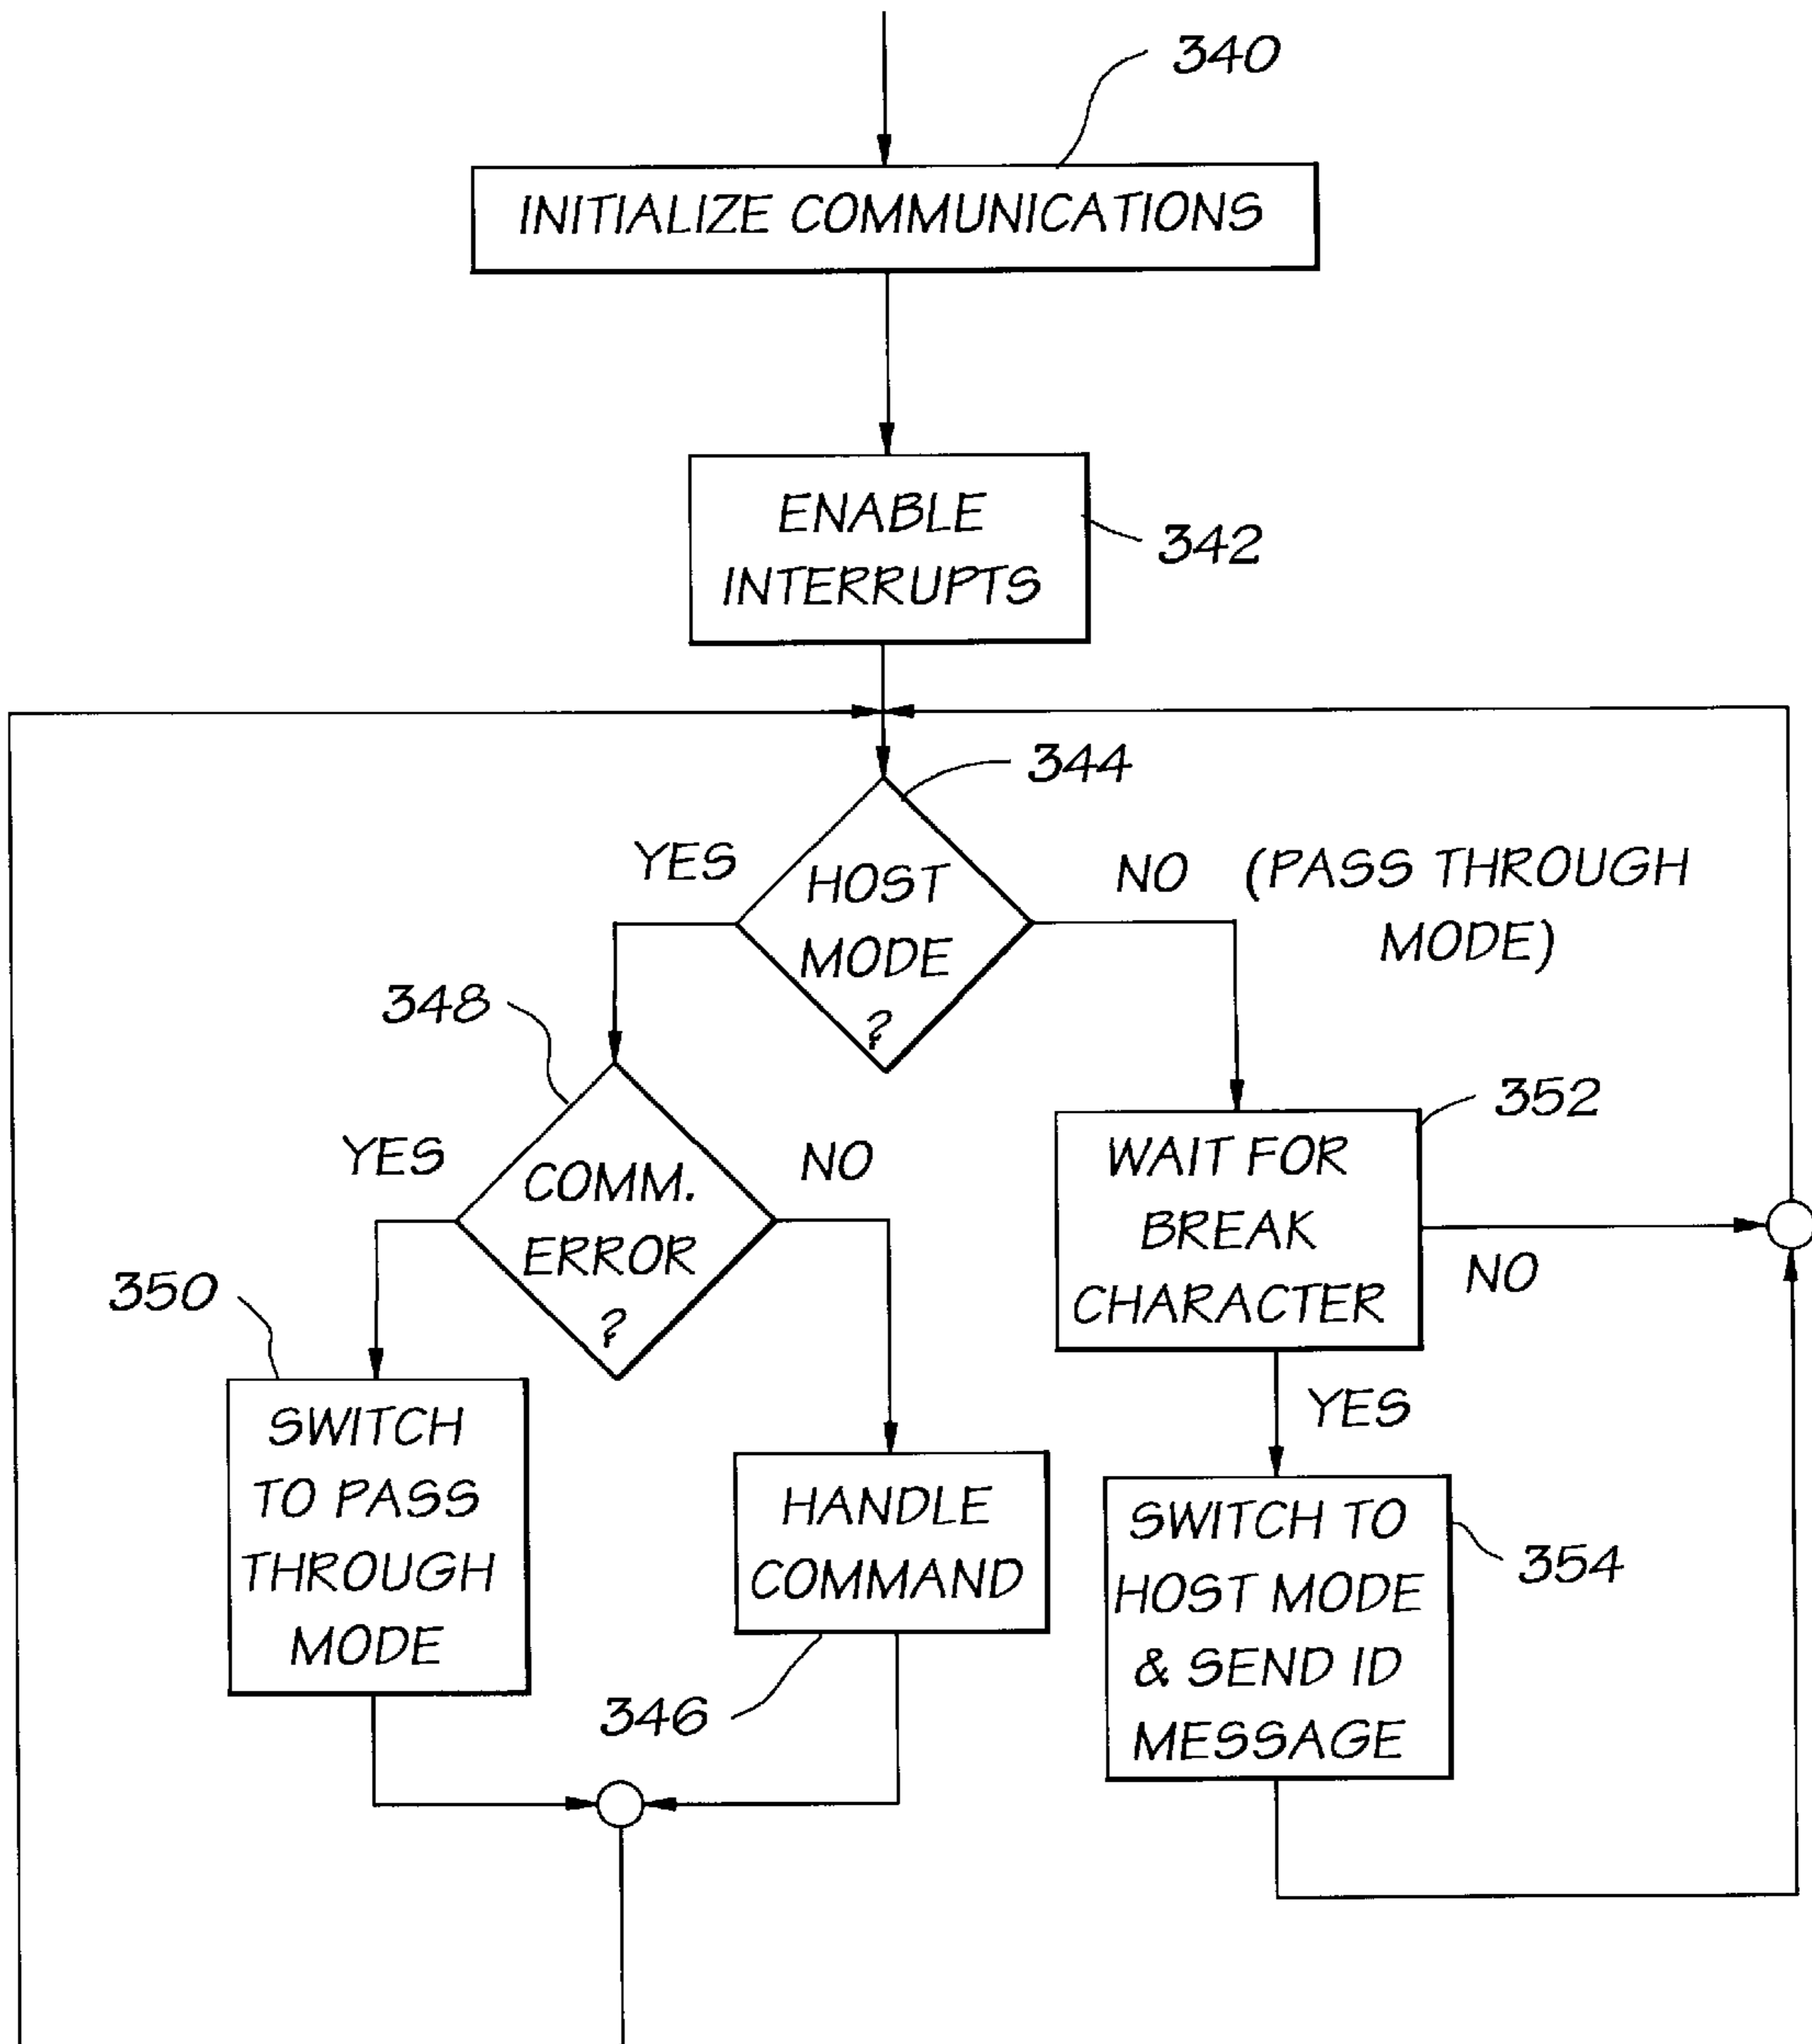 340
INITIALIZE COMMUNICATIONS
ENABLE
INTERRUPTS
342
344
YES
HOST
MODE
?
NO (PASS THROUGH
MODE)
348
YES
COMM.
ERROR
?
NO
352
WAIT FOR
BREAK
CHARACTER
NO
YES
350
SWITCH
TO PASS
THROUGH
MODE
HANDLE
COMMAND
346
SWITCH TO
HOST MODE
& SEND ID
MESSAGE
354